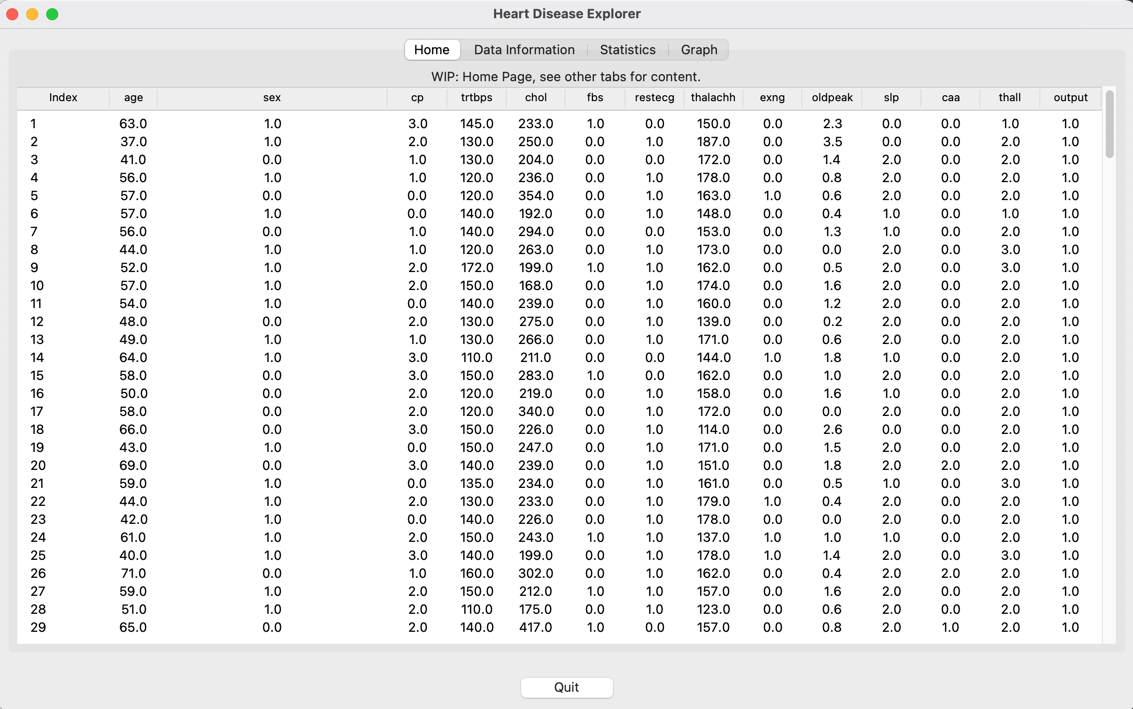 Heart Disease Explorer
Home Data Information Statistics Graph
WIP: Home Page, see other tabs for content.
Index age sex cp trtbps chol fbs restecg thalachh exng oldpeak slp caa thall output
1 63.0 1.0 3.0 145.0 233.0 1.0 0.0 150.0 0.0 2.3 0.0 0.0 1.0 1.0
2 37.0 1.0 2.0 130.0 250.0 0.0 1.0 187.0 0.0 3.5 0.0 0.0 2.0 1.0
3 41.0 0.0 1.0 130.0 204.0 0.0 0.0 172.0 0.0 1.4 2.0 0.0 2.0 1.0
4 56.0 1.0 1.0 120.0 236.0 0.0 1.0 178.0 0.0 0.8 2.0 0.0 2.0 1.0
5 57.0 0.0 0.0 120.0 354.0 0.0 1.0 163.0 1.0 0.6 2.0 0.0 2.0 1.0
6 57.0 1.0 0.0 140.0 192.0 0.0 1.0 148.0 0.0 0.4 1.0 0.0 1.0 1.0
7 56.0 0.0 1.0 140.0 294.0 0.0 0.0 153.0 0.0 1.3 1.0 0.0 2.0 1.0
8 44.0 1.0 1.0 120.0 263.0 0.0 1.0 173.0 0.0 0.0 2.0 0.0 3.0 1.0
9 52.0 1.0 2.0 172.0 199.0 1.0 1.0 162.0 0.0 0.5 2.0 0.0 3.0 1.0
10 57.0 1.0 2.0 150.0 168.0 0.0 1.0 174.0 0.0 1.6 2.0 0.0 2.0 1.0
11 54.0 1.0 0.0 140.0 239.0 0.0 1.0 160.0 0.0 1.2 2.0 0.0 2.0 1.0
12 48.0 0.0 2.0 130.0 275.0 0.0 1.0 139.0 0.0 0.2 2.0 0.0 2.0 1.0
13 49.0 1.0 1.0 130.0 266.0 0.0 1.0 171.0 0.0 0.6 2.0 0.0 2.0 1.0
14 64.0 1.0 3.0 110.0 211.0 0.0 0.0 144.0 1.0 1.8 1.0 0.0 2.0 1.0
15 58.0 0.0 3.0 150.0 283.0 1.0 0.0 162.0 0.0 1.0 2.0 0.0 2.0 1.0
16 50.0 0.0 2.0 120.0 219.0 0.0 1.0 158.0 0.0 1.6 1.0 0.0 2.0 1.0
17 58.0 0.0 2.0 120.0 340.0 0.0 1.0 172.0 0.0 0.0 2.0 0.0 2.0 1.0
18 66.0 0.0 3.0 150.0 226.0 0.0 1.0 114.0 0.0 2.6 0.0 0.0 2.0 1.0
19 43.0 1.0 0.0 150.0 247.0 0.0 1.0 171.0 0.0 1.5 2.0 0.0 2.0 1.0
20 69.0 0.0 3.0 140.0 239.0 0.0 1.0 151.0 0.0 1.8 2.0 2.0 2.0 1.0
21 59.0 1.0 0.0 135.0 234.0 0.0 1.0 161.0 0.0 0.5 1.0 0.0 3.0 1.0
22 44.0 1.0 2.0 130.0 233.0 0.0 1.0 179.0 1.0 0.4 2.0 0.0 2.0 1.0
23 42.0 1.0 0.0 140.0 226.0 0.0 1.0 178.0 0.0 0.0 2.0 0.0 2.0 1.0
24 61.0 1.0 2.0 150.0 243.0 1.0 1.0 137.0 1.0 1.0 1.0 0.0 2.0 1.0
25 40.0 1.0 3.0 140.0 199.0 0.0 1.0 178.0 1.0 1.4 2.0 0.0 3.0 1.0
26 71.0 0.0 1.0 160.0 302.0 0.0 1.0 162.0 0.0 0.4 2.0 2.0 2.0 1.0
27 59.0 1.0 2.0 150.0 212.0 1.0 1.0 157.0 0.0 1.6 2.0 0.0 2.0 1.0
28 51.0 1.0 2.0 110.0 175.0 0.0 1.0 123.0 0.0 0.6 2.0 0.0 2.0 1.0
29 65.0 0.0 2.0 140.0 417.0 1.0 0.0 157.0 0.0 0.8 2.0 1.0 2.0 1.0
Quit